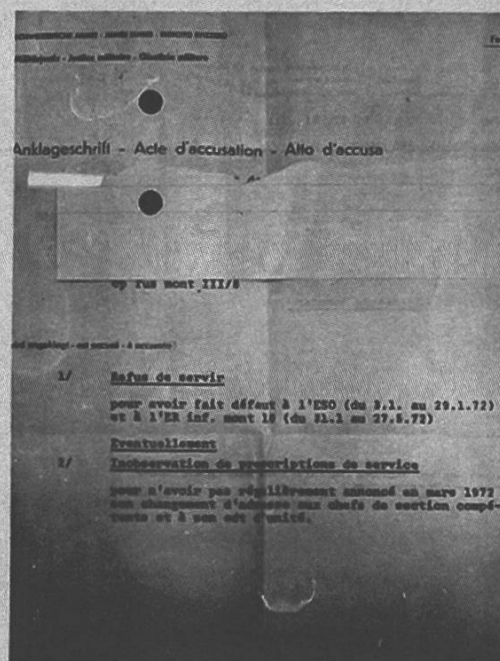 Anklageschrift - Acte d'accusation - Atto d'accusa
cp fus mont III/8
1/ Refus de servir
pour avoir fait défaut à l'ESO (du 3.1. au 29.1.72)
et à l'ER inf. mont 10 (du 31.1 au 27.5.72)
Eventuellement
2/ Inobservation de prescriptions de service
pour n'avoir pas régulièrement annoncé en mars 1972
son changement d'adresse aux chefs de section compé-
tents et à son cdt d'unité.